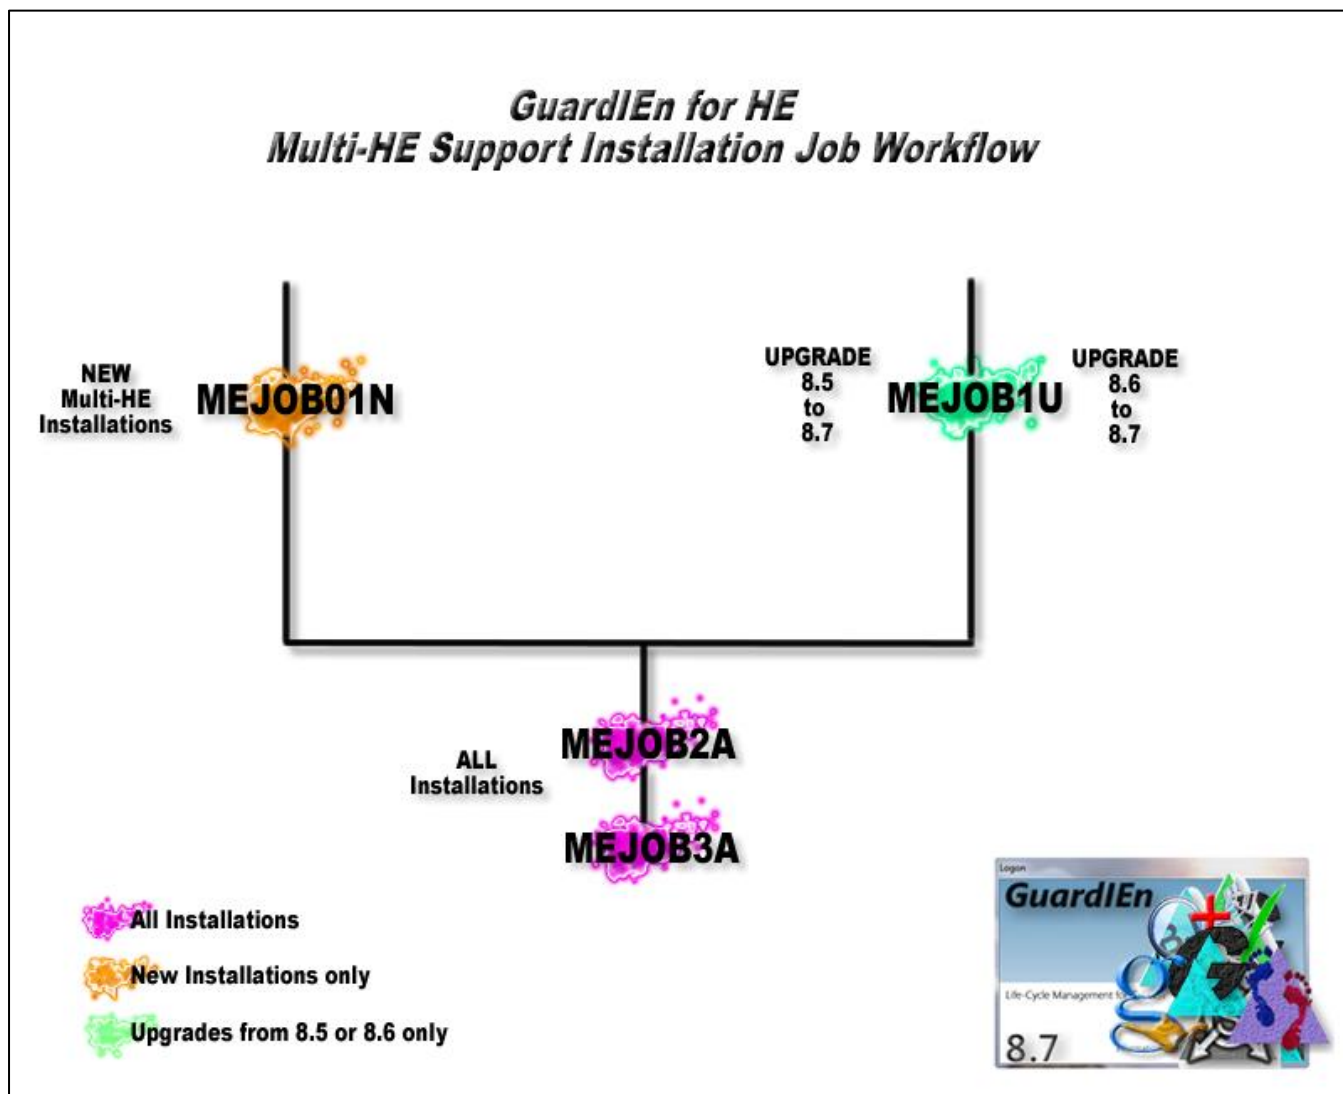 GuardIEn for HE
Multi-HE Support Installation Job Workflow
NEW
Multi-HE
Installations
MEJOB01N
UPGRADE
8.5
to
8.7
MEJOB1U
UPGRADE
8.6
to
8.7
ALL
Installations
MEJOB2A
MEJOB3A
All Installations
New Installations only
Upgrades from 8.5 or 8.6 only
Logon
GuardIEn
Life-Cycle Management fo
8.7